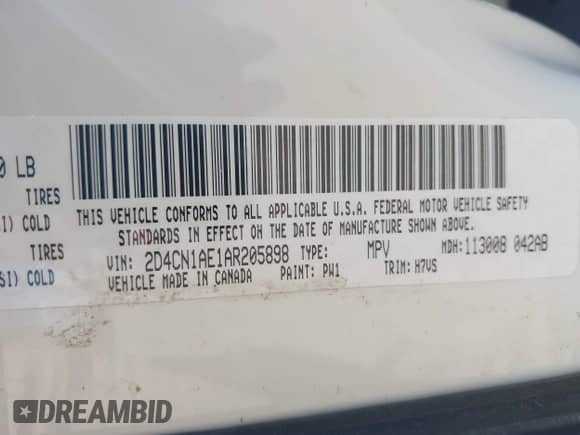 0 LB
TIRES
I) COLD
TIRES
SI) COLD
THIS VEHICLE CONFORMS TO ALL APPLICABLE U.S.A. FEDERAL MOTOR VEHICLE SAFETY
STANDARDS IN EFFECT ON THE DATE OF MANUFACTURE SHOWN ABOVE.
VIN: 2D4CN1AE1AR205898 TYPE: MPV MDH: 113008 042AB
VEHICLE MADE IN CANADA PAINT: PW1 TRIM: H7VS
DREAMBID